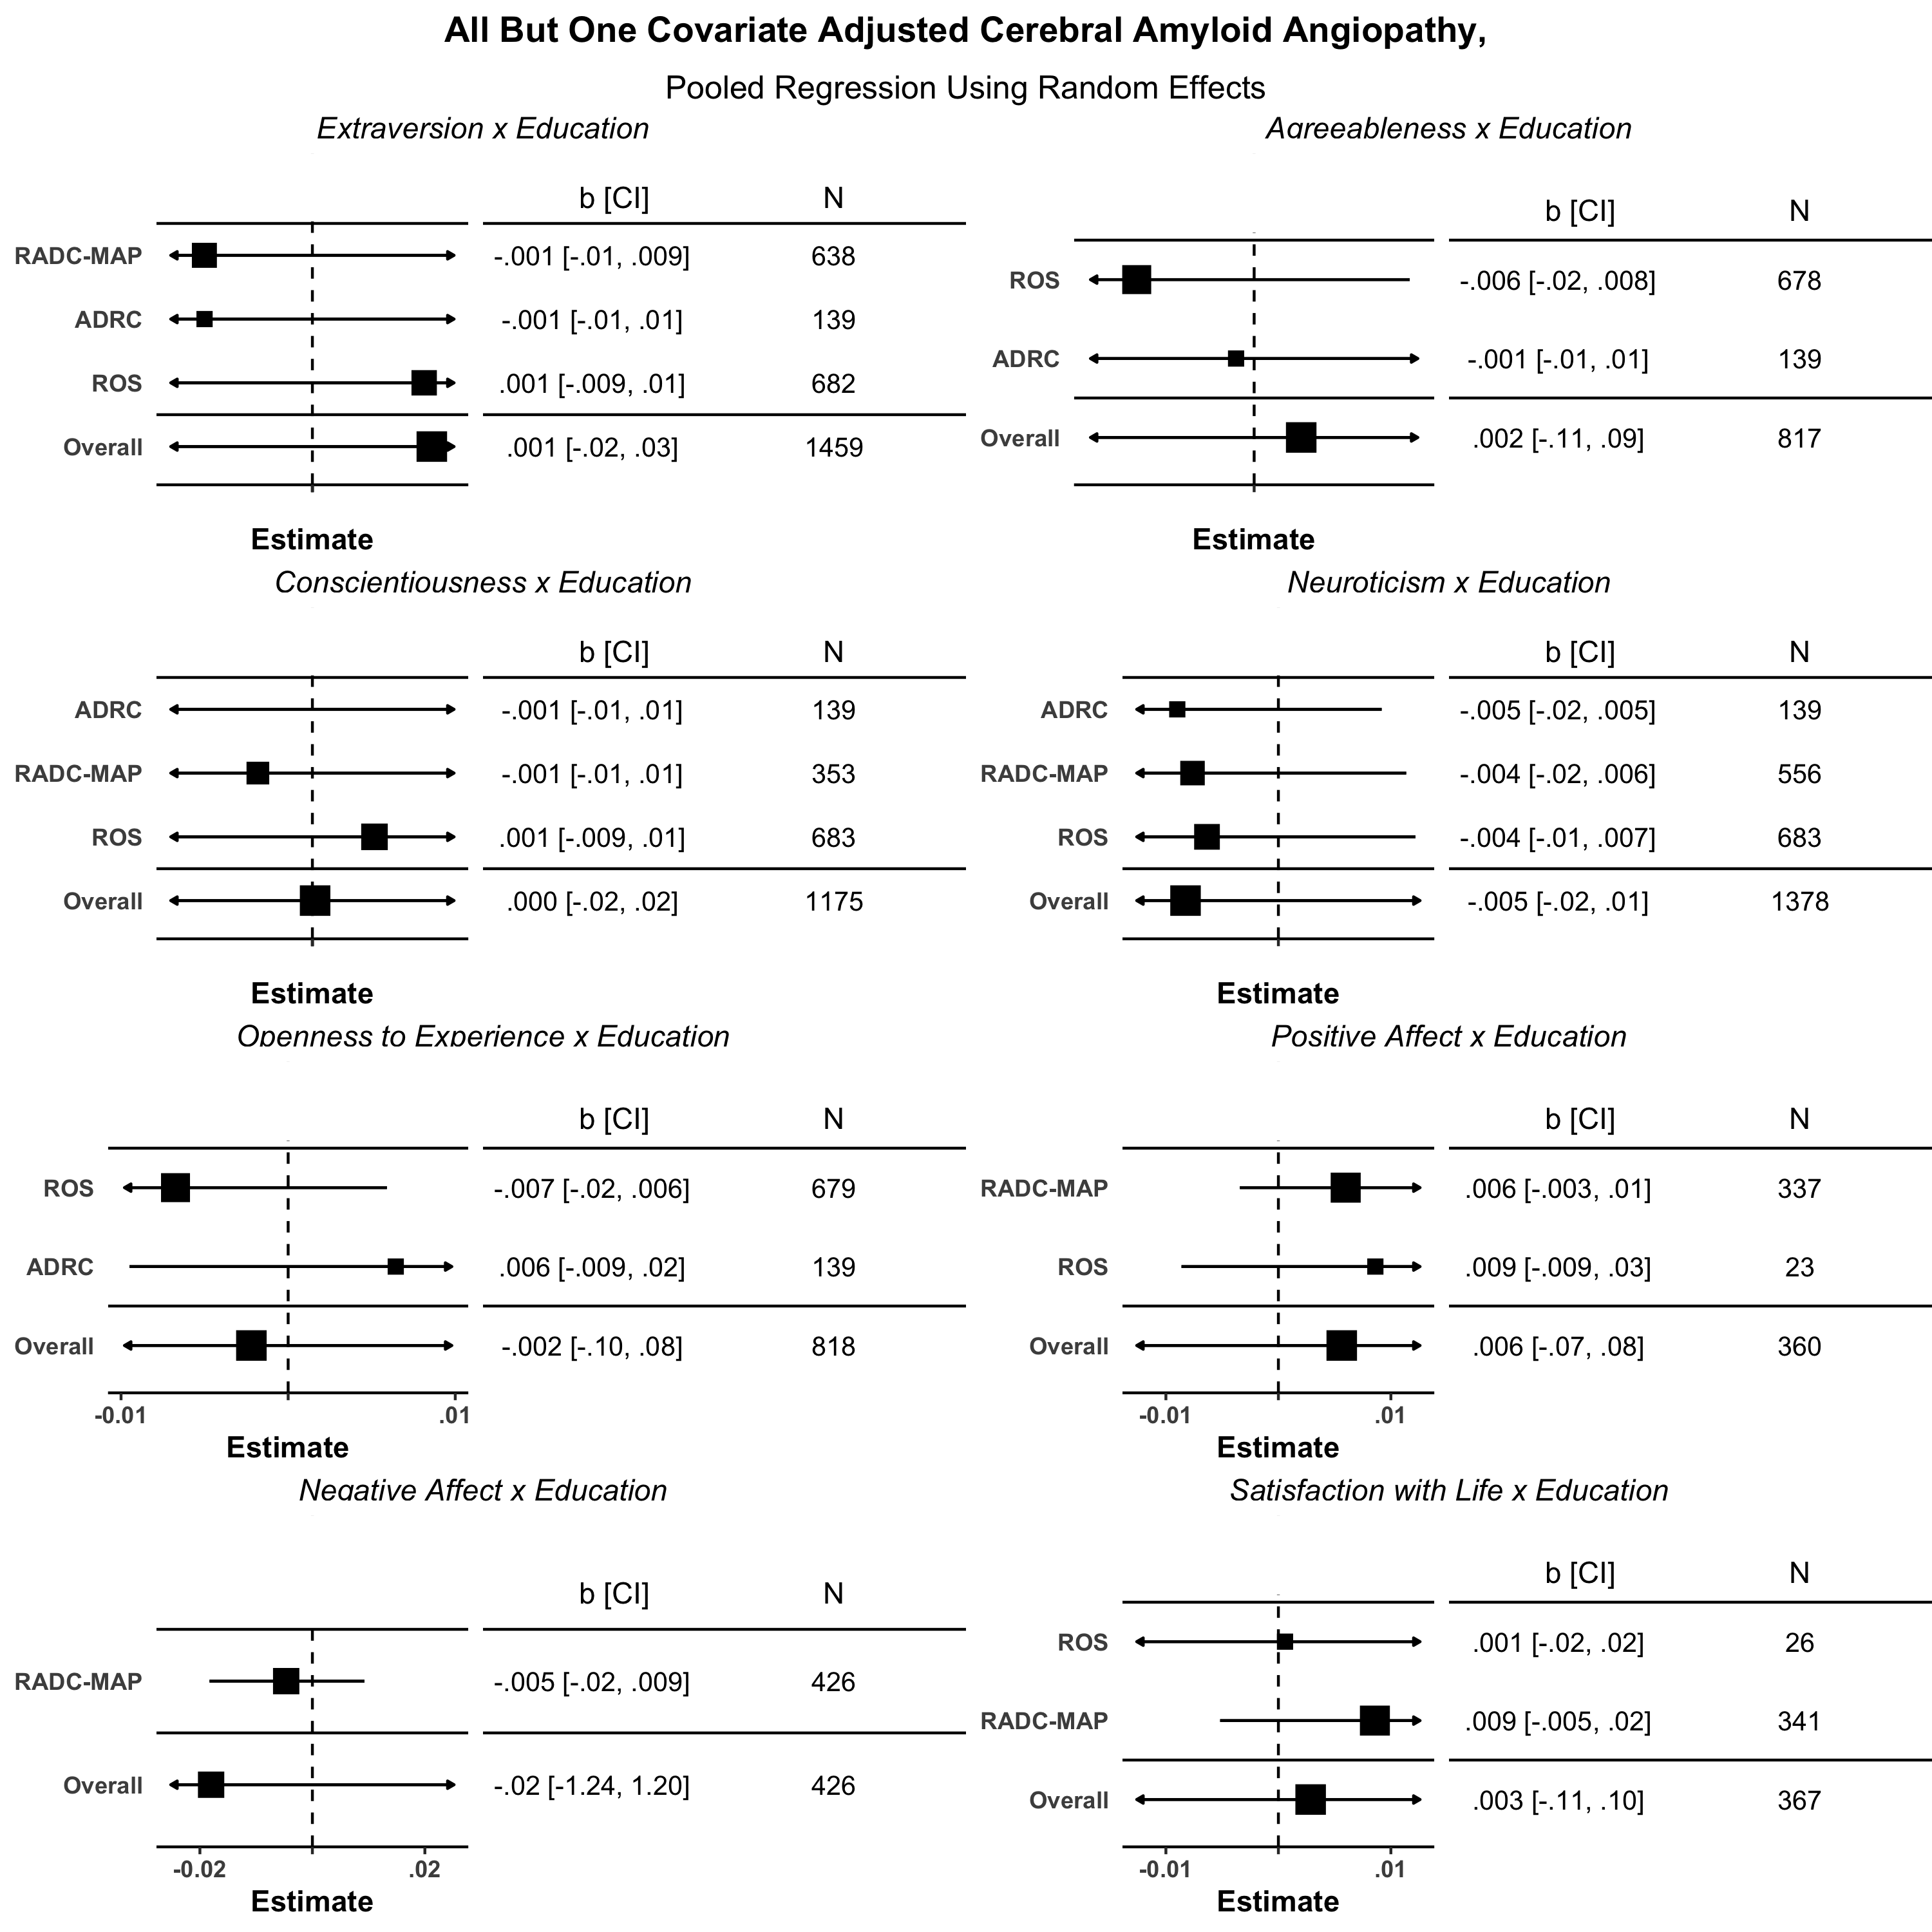 All But One Covariate Adjusted Cerebral Amyloid Angiopathy,
Pooled Regression Using Random Effects
Extraversion x Education
b [CI] N
RADC-MAP -.001 [-.01, .009] 638
ADRC -.001 [-.01, .01] 139
ROS .001 [-.009, .01] 682
Overall .001 [-.02, .03] 1459
Estimate
Agreeableness x Education
b [CI] N
ROS -.006 [-.02, .008] 678
ADRC -.001 [-.01, .01] 139
Overall .002 [-.11, .09] 817
Estimate
Conscientiousness x Education
b [CI] N
ADRC -.001 [-.01, .01] 139
RADC-MAP -.001 [-.01, .01] 353
ROS .001 [-.009, .01] 683
Overall .000 [-.02, .02] 1175
Estimate
Neuroticism x Education
b [CI] N
ADRC -.005 [-.02, .005] 139
RADC-MAP -.004 [-.02, .006] 556
ROS -.004 [-.01, .007] 683
Overall -.005 [-.02, .01] 1378
Estimate
Openness to Experience x Education
b [CI] N
ROS -.007 [-.02, .006] 679
ADRC .006 [-.009, .02] 139
Overall -.002 [-.10, .08] 818
-0.01 .01
Estimate
Positive Affect x Education
b [CI] N
RADC-MAP .006 [-.003, .01] 337
ROS .009 [-.009, .03] 23
Overall .006 [-.07, .08] 360
-0.01 .01
Estimate
Negative Affect x Education
b [CI] N
RADC-MAP -.005 [-.02, .009] 426
Overall -.02 [-1.24, 1.20] 426
-0.02 .02
Estimate
Satisfaction with Life x Education
b [CI] N
ROS .001 [-.02, .02] 26
RADC-MAP .009 [-.005, .02] 341
Overall .003 [-.11, .10] 367
-0.01 .01
Estimate